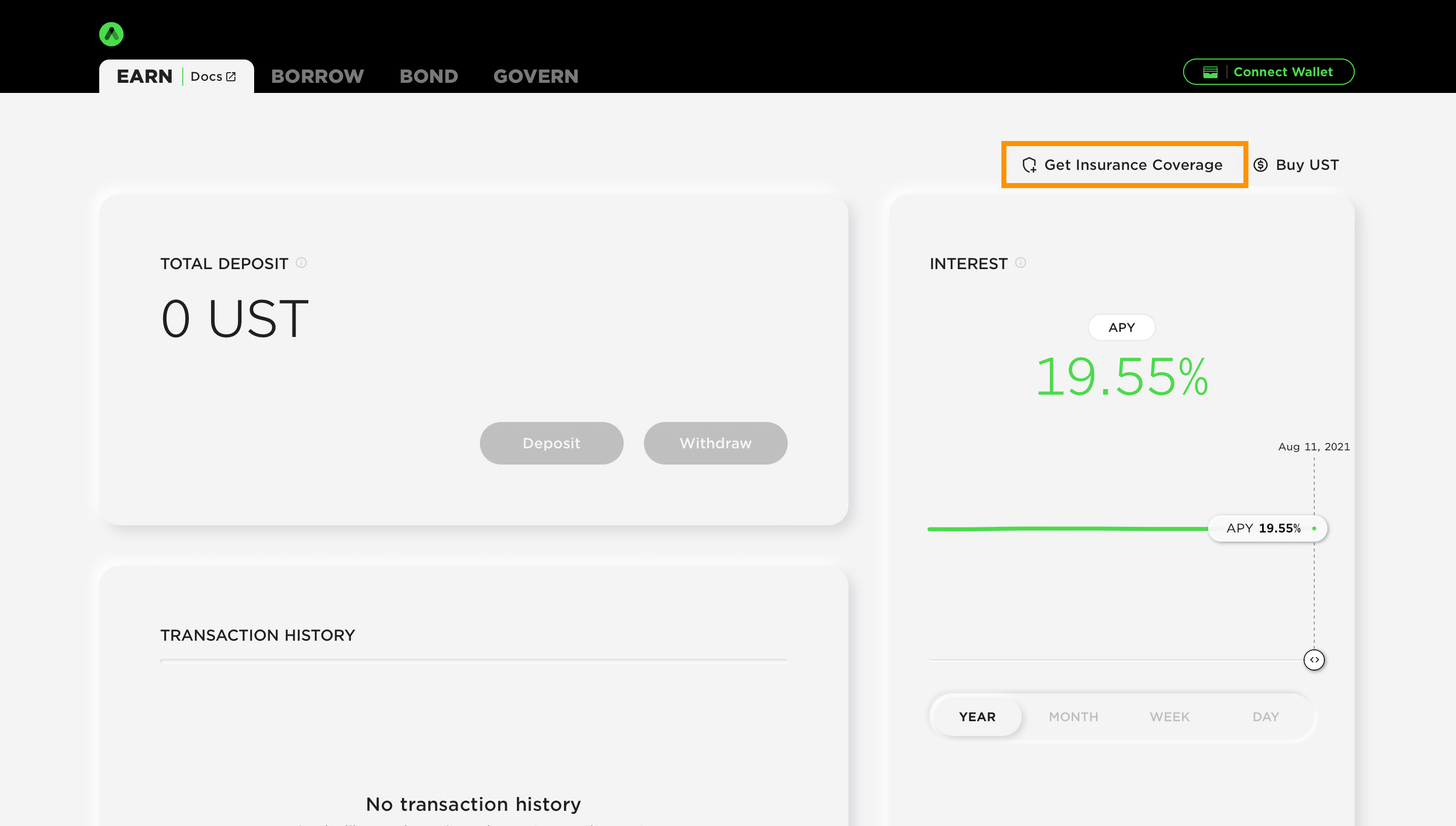 EARN Docs BORROW BOND GOVERN Connect Wallet
Get Insurance Coverage Buy UST
TOTAL DEPOSIT
0 UST
Deposit Withdraw
INTEREST
APY
19.55%
Aug 11, 2021
APY 19.55%
YEAR MONTH WEEK DAY
TRANSACTION HISTORY
No transaction history